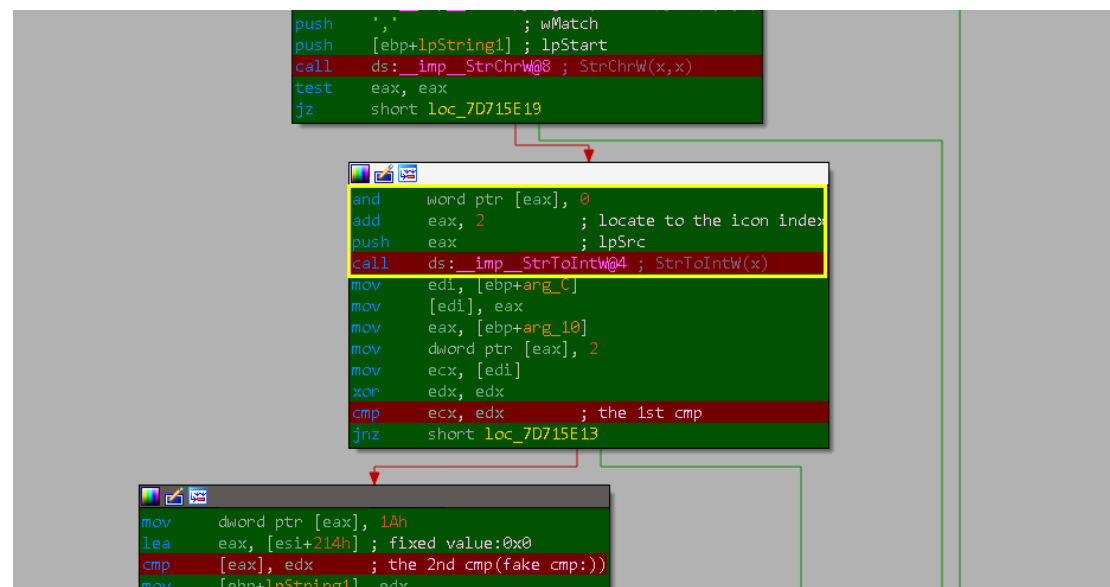 push ',' ; wMatch
push [ebp+lpString1] ; lpStart
call ds:__imp__StrChrW@8 ; StrChrW(x,x)
test eax, eax
jz short loc_7D715E19
and word ptr [eax], 0
add eax, 2 ; locate to the icon index
push eax ; lpSrc
call ds:__imp__StrToIntW@4 ; StrToIntW(x)
mov edi, [ebp+arg_C]
mov [edi], eax
mov eax, [ebp+arg_10]
mov dword ptr [eax], 2
mov ecx, [edi]
xor edx, edx
cmp ecx, edx ; the 1st cmp
jnz short loc_7D715E13
mov dword ptr [eax], 1Ah
lea eax, [esi+214h] ; fixed value:0x0
cmp [eax], edx ; the 2nd cmp(fake cmp:))
mov [ebp+lpString1], edx